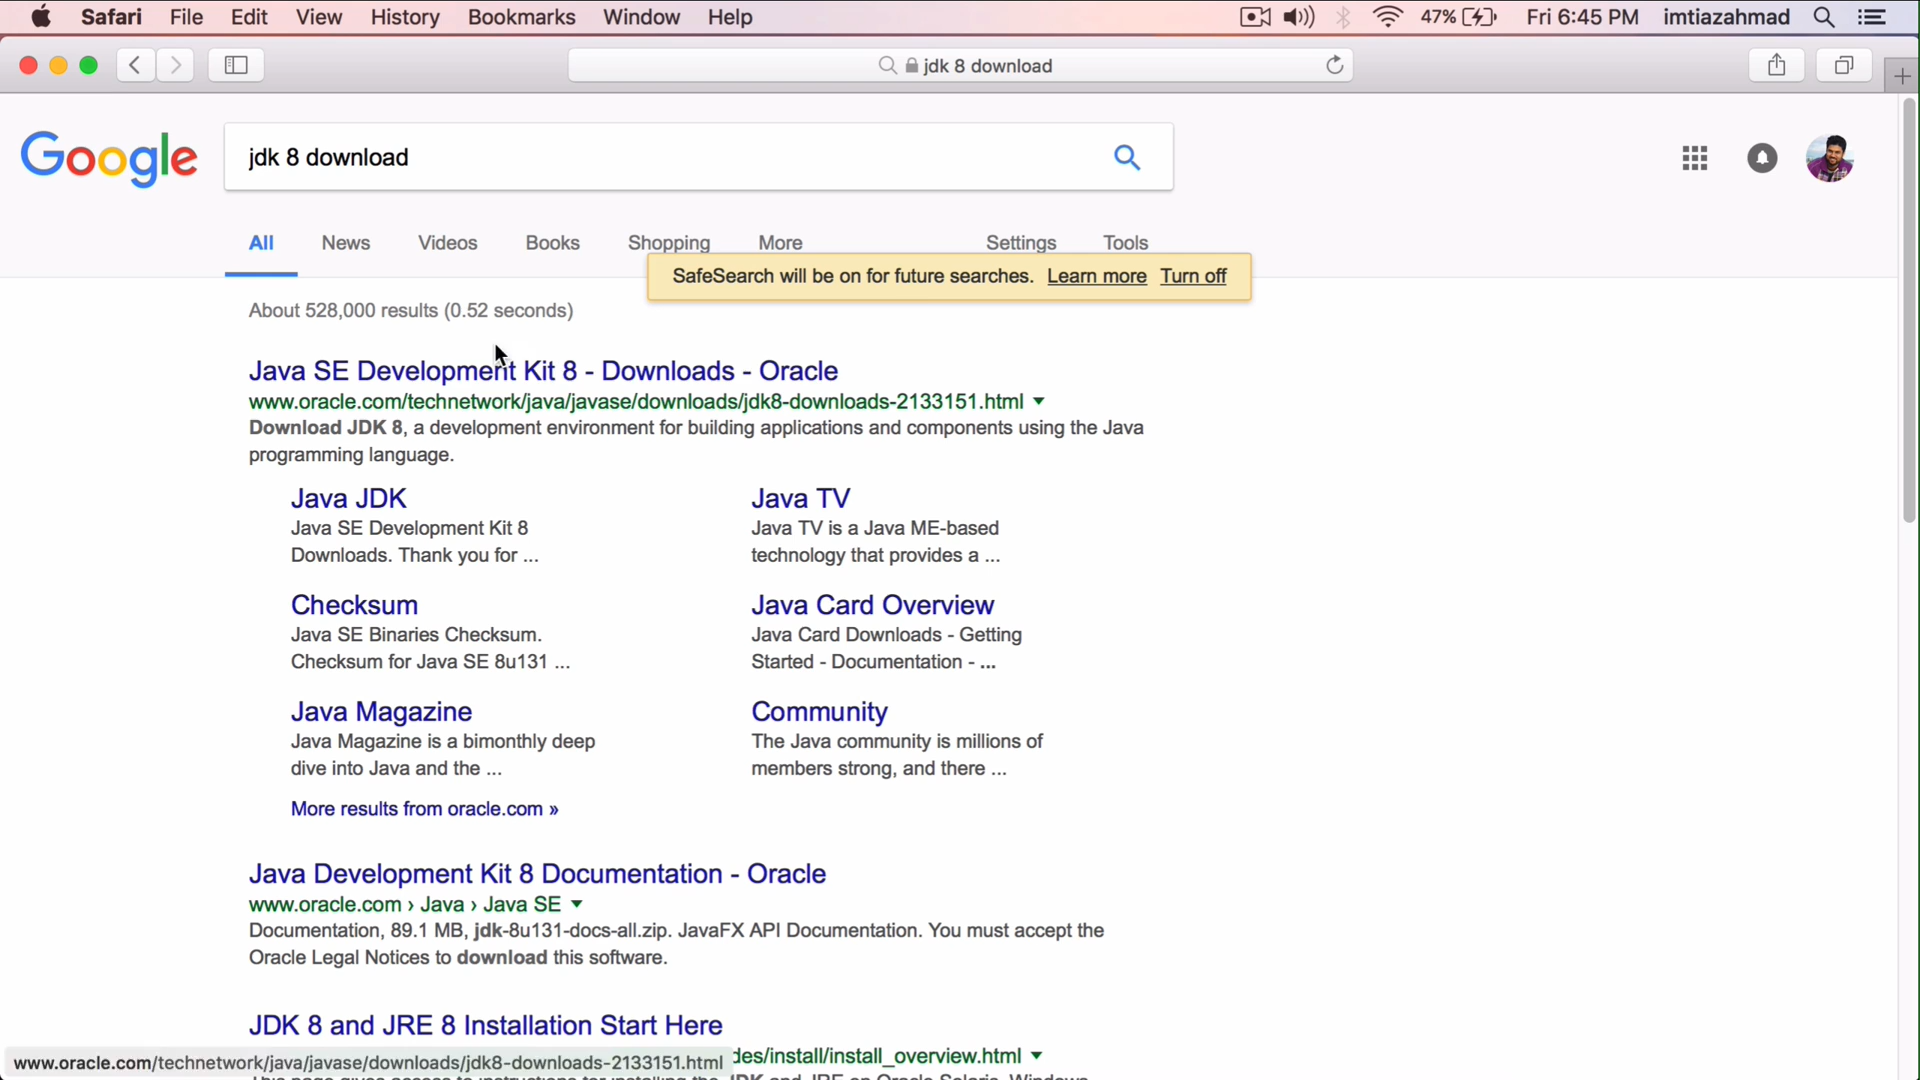 Safari File Edit View History Bookmarks Window Help 47% Fri 6:45 PM imtiazahmad
jdk 8 download
Google jdk 8 download
All News Videos Books Shopping More Settings Tools
SafeSearch will be on for future searches. Learn more Turn off
About 528,000 results (0.52 seconds)
Java SE Development Kit 8 - Downloads - Oracle
www.oracle.com/technetwork/java/javase/downloads/jdk8-downloads-2133151.html
Download JDK 8, a development environment for building applications and components using the Java
programming language.
Java JDK
Java SE Development Kit 8
Downloads. Thank you for ...
Java TV
Java TV is a Java ME-based
technology that provides a ...
Checksum
Java SE Binaries Checksum.
Checksum for Java SE 8u131 ...
Java Card Overview
Java Card Downloads - Getting
Started - Documentation - ...
Java Magazine
Java Magazine is a bimonthly deep
dive into Java and the ...
Community
The Java community is millions of
members strong, and there ...
More results from oracle.com »
Java Development Kit 8 Documentation - Oracle
www.oracle.com › Java › Java SE
Documentation, 89.1 MB, jdk-8u131-docs-all.zip. JavaFX API Documentation. You must accept the
Oracle Legal Notices to download this software.
JDK 8 and JRE 8 Installation Start Here
des/install/install_overview.html
www.oracle.com/technetwork/java/javase/downloads/jdk8-downloads-2133151.html